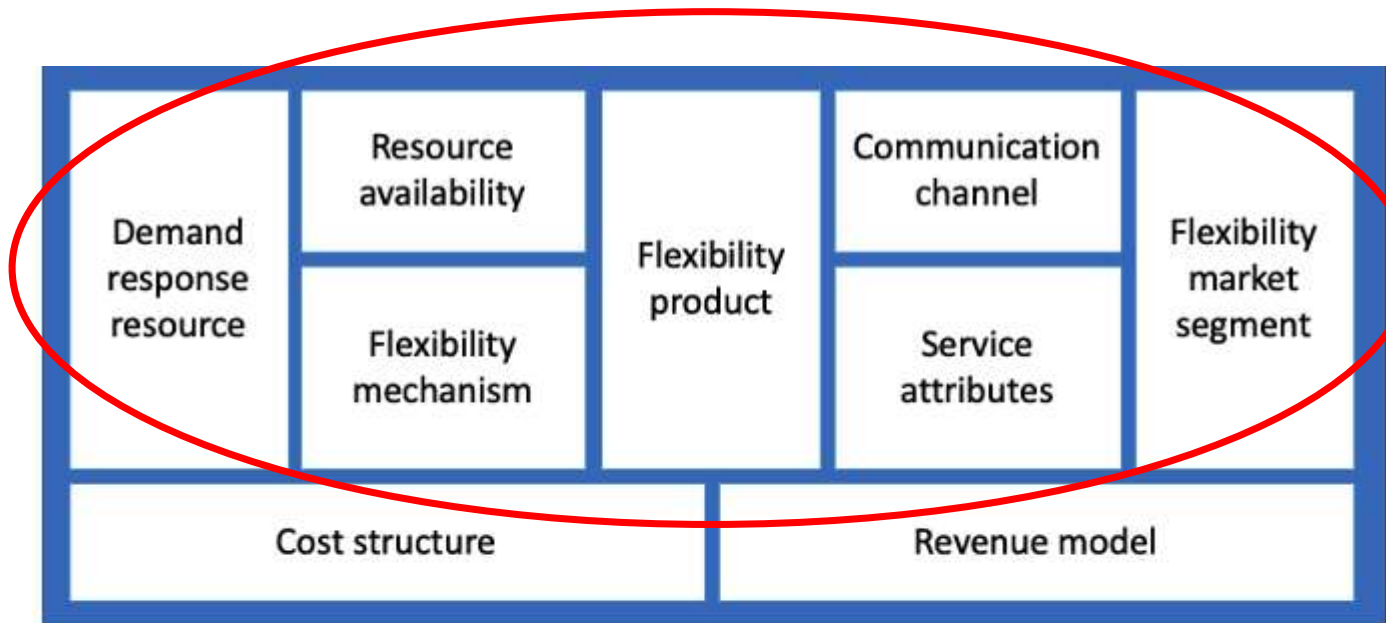 Demand
response
resource
Resource
availability
Flexibility
mechanism
Flexibility
product
Communication
channel
Service
attributes
Flexibility
market
segment
Cost structure
Revenue model